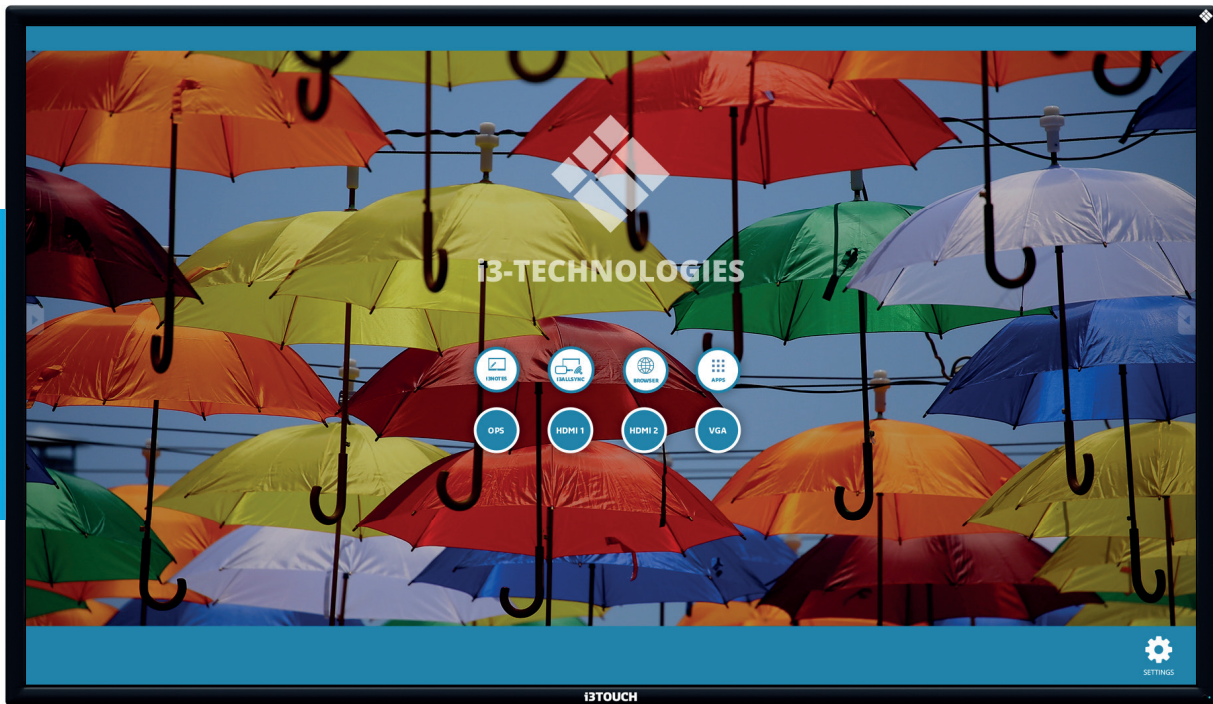 i3-TECHNOLOGIES
i3NOTES i3ALLSYNC BROWSER APPS
OPS HDMI 1 HDMI 2 VGA
SETTINGS
i3TOUCH